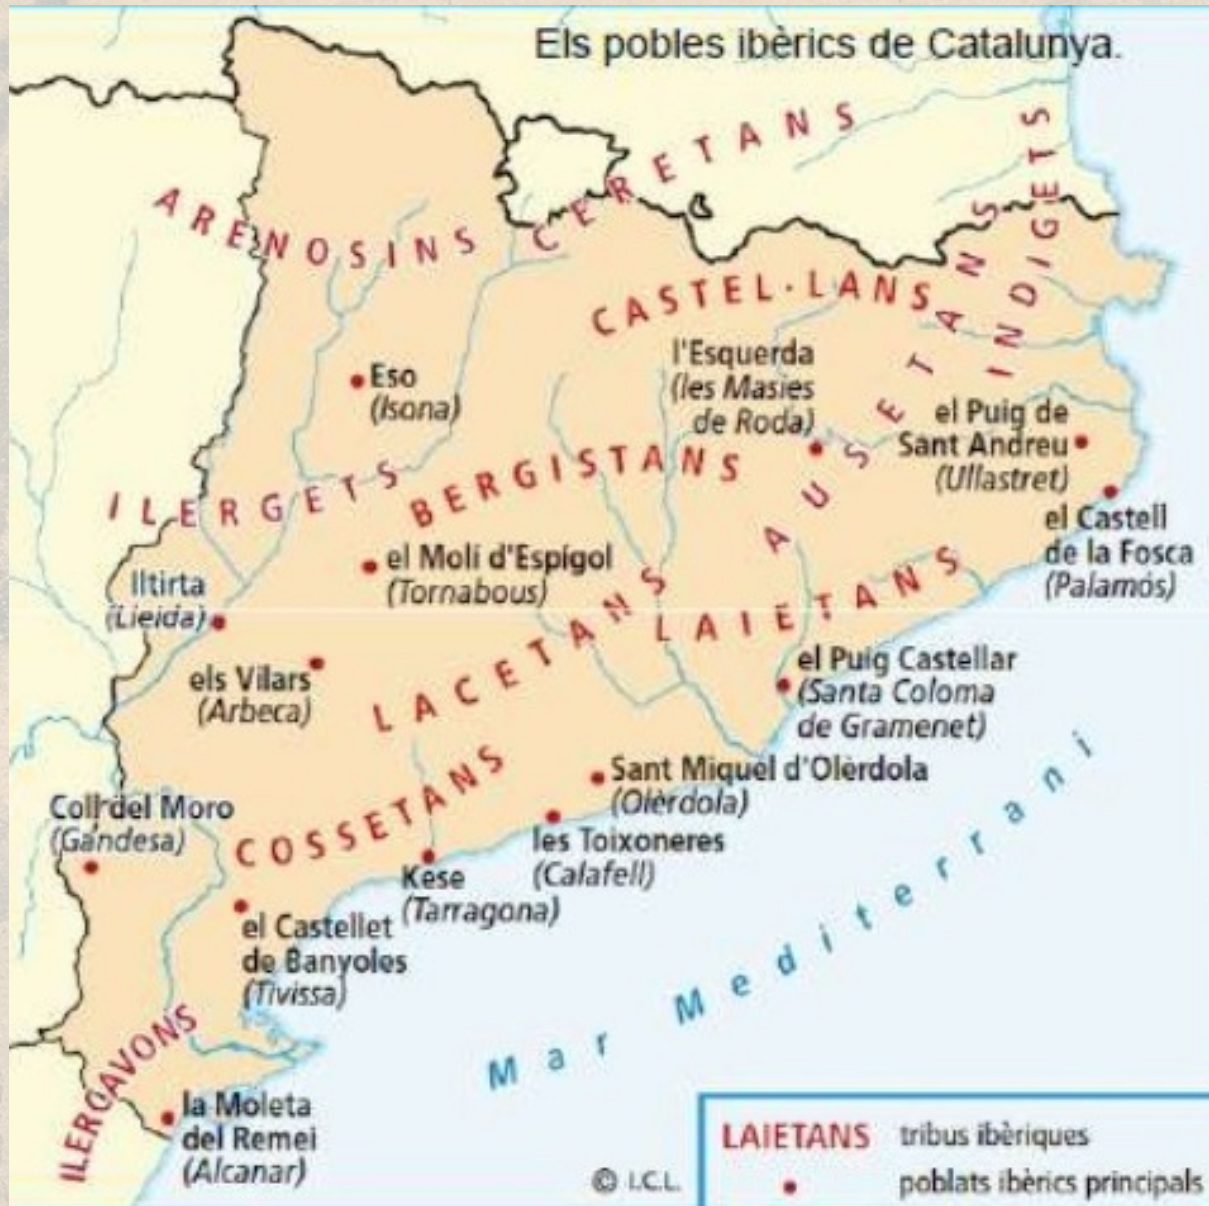 Els pobles ibèrics de Catalunya.
ARENOSINS
CERETANS
INDIGETS
CASTEL·LANS
AUSETANS
l'Esquerda
(les Masies
de Roda)
Eso
(Isona)
el Puig de
Sant Andreu
(Ullastret)
ILERGETS
BERGISTANS
el Castell
de la Fosca
(Palamós)
el Molí d'Espígol
(Tornabous)
Iltirta
(Lleida)
LACETANS
LAIETANS
els Vilars
(Arbeca)
el Puig Castellar
(Santa Coloma
de Gramenet)
COSSETANS
Sant Miquel d'Olèrdola
(Olèrdola)
Coll del Moro
(Gandesa)
les Toixoneres
(Calafell)
Kese
(Tarragona)
el Castellet
de Banyoles
(Tivissa)
Mar Mediterrani
ILERCAVONS
la Moleta
del Remei
(Alcanar)
© I.C.L.
LAIETANS tribus ibèriques
poblats ibèrics principals